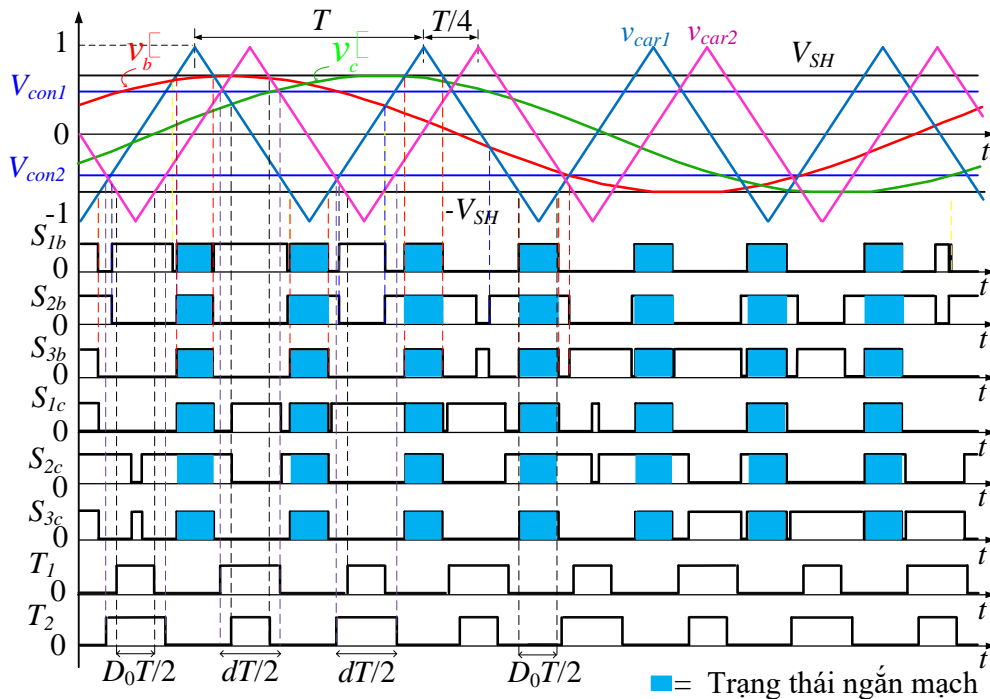 T T/4
v_car1 v_car2
1
v_b[ v_c[ V_SH
V_con1
0
t
V_con2
-1
-V_SH
S_1b
0 t
S_2b
0 t
S_3b
0 t
S_1c
0 t
S_2c
0 t
S_3c
0 t
T_1
0 t
T_2
0 t
D_0T/2 dT/2 dT/2 D_0T/2
= Trạng thái ngắn mạch